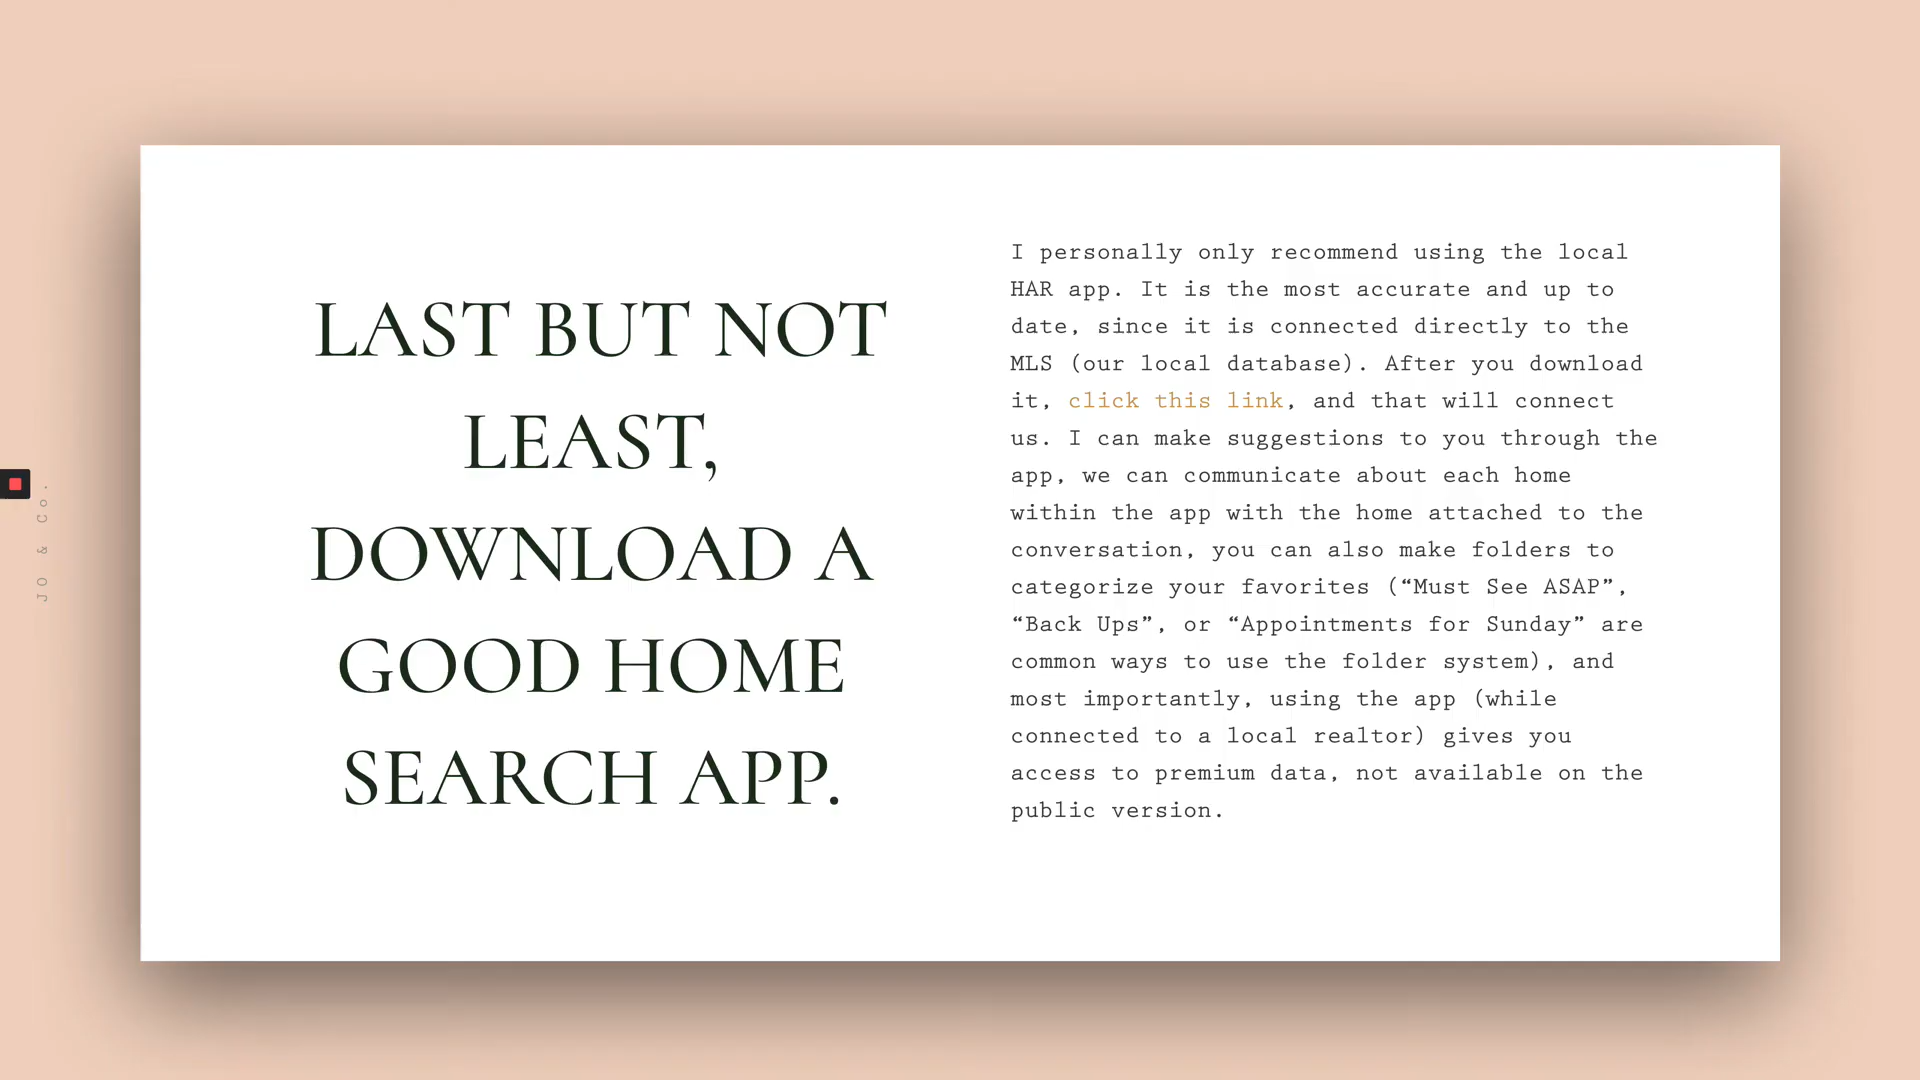 LAST BUT NOT
LEAST,
DOWNLOAD A
GOOD HOME
SEARCH APP.
I personally only recommend using the local
HAR app. It is the most accurate and up to
date, since it is connected directly to the
MLS (our local database). After you download
it, click this link, and that will connect
us. I can make suggestions to you through the
app, we can communicate about each home
within the app with the home attached to the
conversation, you can also make folders to
categorize your favorites (“Must See ASAP”,
“Back Ups”, or “Appointments for Sunday” are
common ways to use the folder system), and
most importantly, using the app (while
connected to a local realtor) gives you
access to premium data, not available on the
public version.
JO & Co.